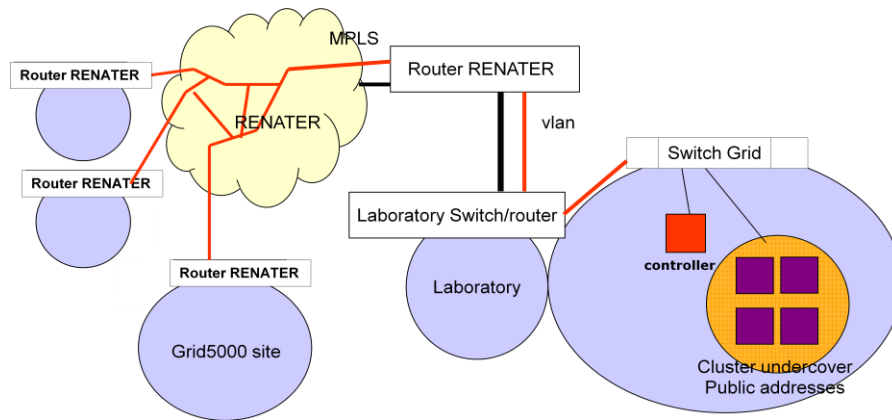 MPLS
Router RENATER
Router RENATER
RENATER
vlan
Switch Grid
Router RENATER
Laboratory Switch/router
controller
Router RENATER
Laboratory
Grid5000 site
Cluster undercover
Public addresses